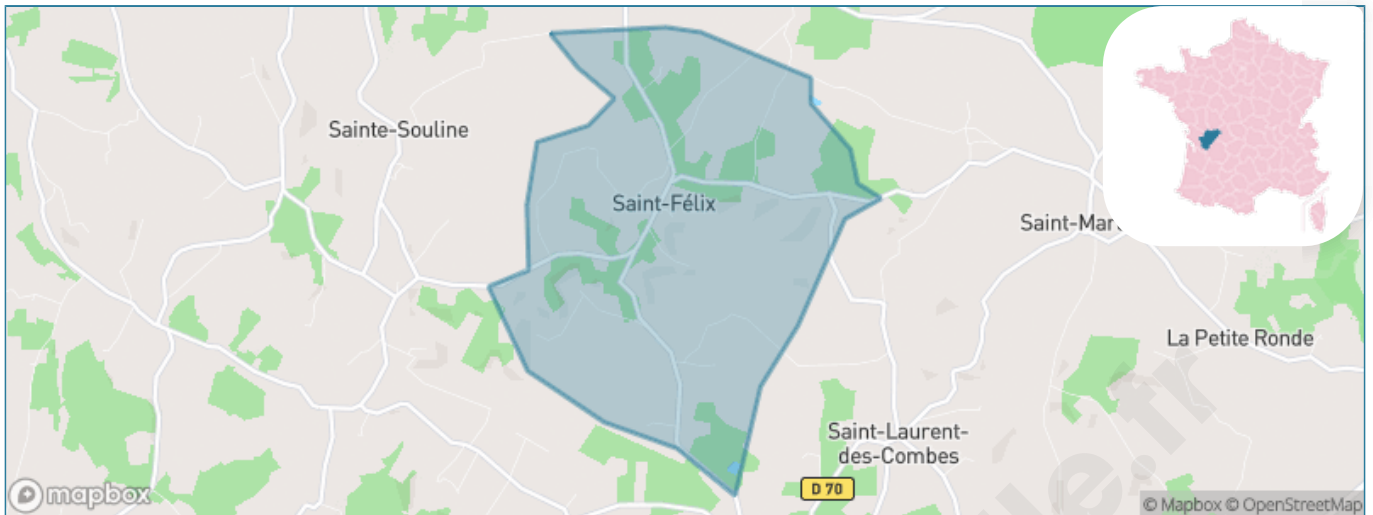 Sainte-Souline
Saint-Félix
Saint-Mar
La Petite Ronde
Saint-Laurent-
des-Combes
D 70
mapbox
© Mapbox © OpenStreetMap